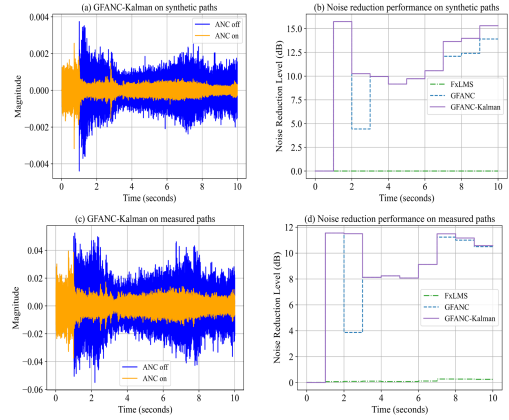 (a) GFANC-Kalman on synthetic paths
0.004
0.002
0.000
−0.002
−0.004
Magnitude
ANC off
ANC on
0 2 4 6 8 10
Time (seconds)
(b) Noise reduction performance on synthetic paths
15.0
12.5
10.0
7.5
5.0
2.5
0.0
Noise Reduction Level (dB)
FxLMS
GFANC
GFANC-Kalman
0 2 4 6 8 10
Time (seconds)
(c) GFANC-Kalman on measured paths
0.04
0.02
0.00
−0.02
−0.04
−0.06
Magnitude
ANC off
ANC on
0 2 4 6 8 10
Time (seconds)
(d) Noise reduction performance on measured paths
12
10
8
6
4
2
0
Noise Reduction Level (dB)
FxLMS
GFANC
GFANC-Kalman
0 2 4 6 8 10
Time (seconds)